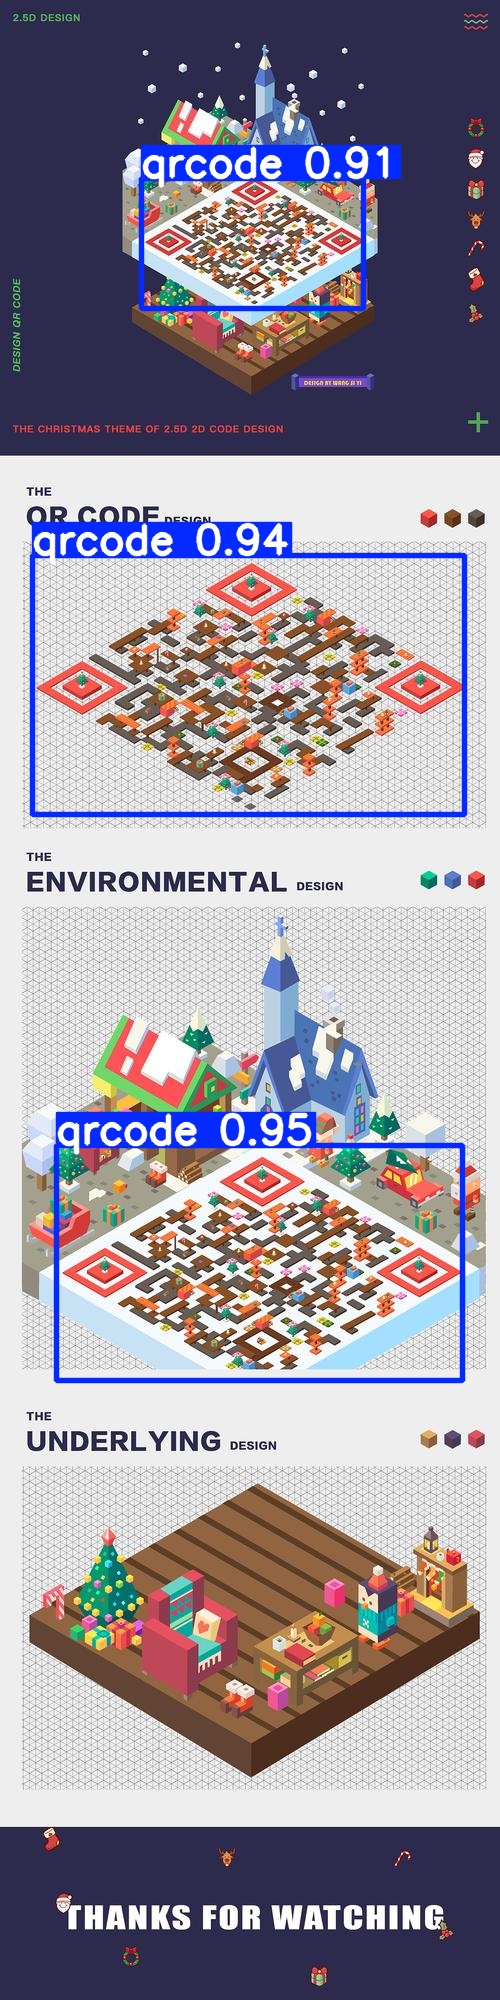 2.5D DESIGN
qrcode 0.91
DESIGN QR CODE
DESIGN BY WANG SI YI
THE CHRISTMAS THEME OF 2.5D 2D CODE DESIGN
THE
QR CODE DESIGN
qrcode 0.94
THE
ENVIRONMENTAL DESIGN
qrcode 0.95
THE
UNDERLYING DESIGN
THANKS FOR WATCHING